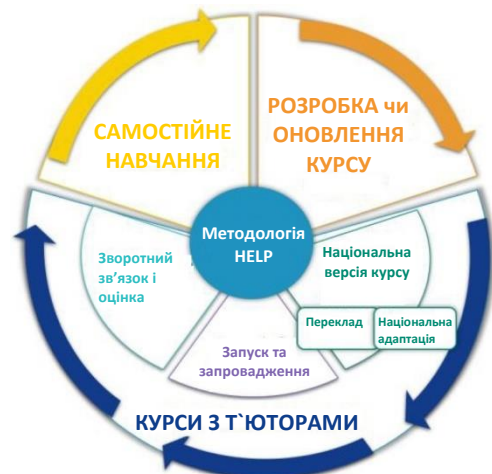 САМОСТІЙНЕ
НАВЧАННЯ
РОЗРОБКА чи
ОНОВЛЕННЯ
КУРСУ
Методологія
HELP
Зворотний
зв'язок і
оцінка
Національна
версія курсу
Переклад
Національна
адаптація
Запуск та
запровадження
КУРСИ З Т`ЮТОРАМИ